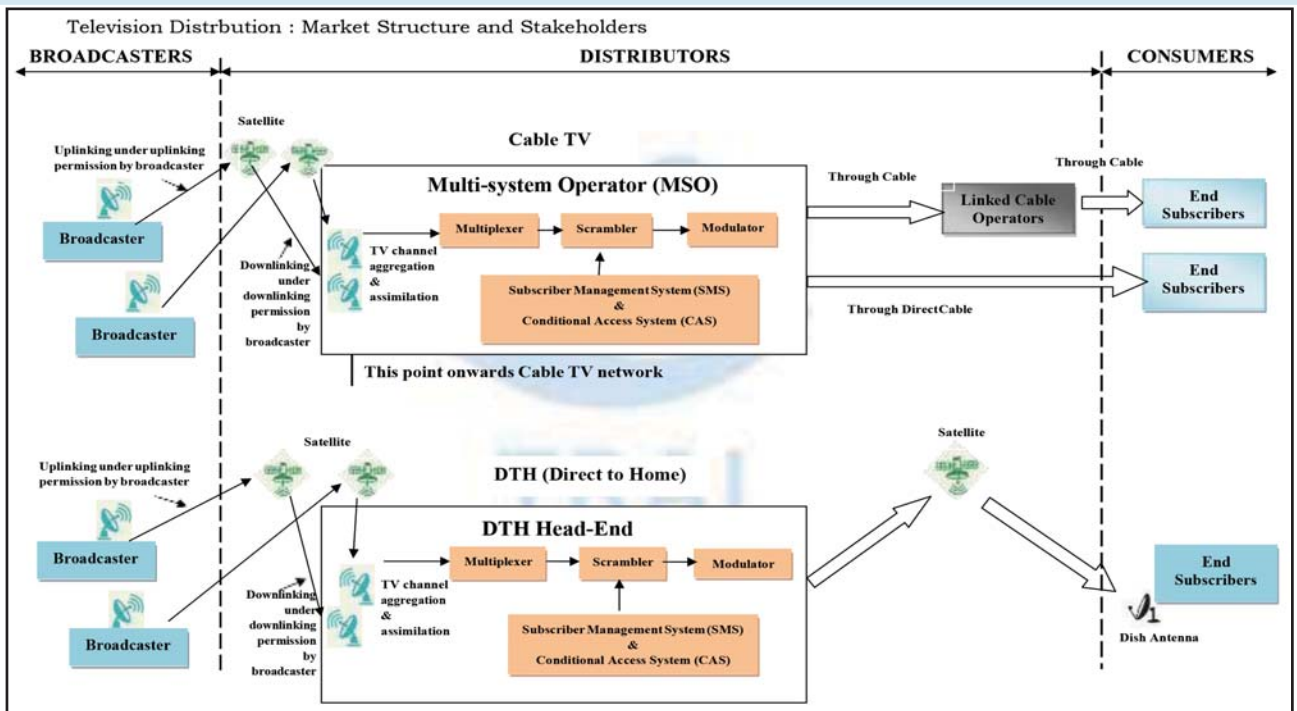 Television Distrbution : Market Structure and Stakeholders
BROADCASTERS
DISTRIBUTORS
CONSUMERS
Satellite
Cable TV
Uplinking under uplinking
permission by broadcaster
Broadcaster
Broadcaster
Downlinking
under
downlinking
permission
by
broadcaster
Multi-system Operator (MSO)
TV channel
aggregation
&
assimilation
Multiplexer
Scrambler
Modulator
Subscriber Management System (SMS)
&
Conditional Access System (CAS)
Through Cable
Linked Cable
Operators
Through Cable
End
Subscribers
Through DirectCable
End
Subscribers
This point onwards Cable TV network
Satellite
DTH (Direct to Home)
Uplinking under uplinking
permission by broadcaster
Broadcaster
Broadcaster
Downlinking
under
downlinking
permission
by
broadcaster
DTH Head-End
TV channel
aggregation
&
assimilation
Multiplexer
Scrambler
Modulator
Subscriber Management System (SMS)
&
Conditional Access System (CAS)
Satellite
End
Subscribers
Dish Antenna